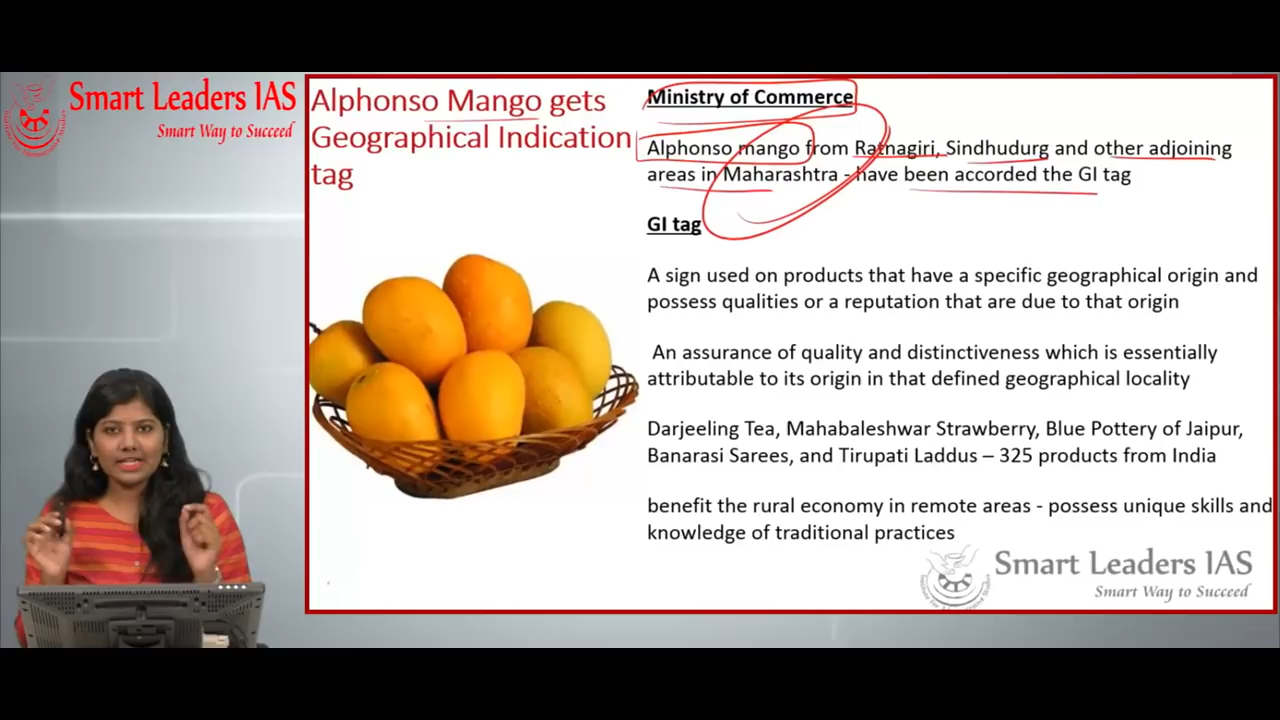 Smart Leaders IAS
Smart Way to Succeed
Alphonso Mango gets
Geographical Indication
tag
Ministry of Commerce
Alphonso mango from Ratnagiri, Sindhudurg and other adjoining
areas in Maharashtra - have been accorded the GI tag
GI tag
A sign used on products that have a specific geographical origin and
possess qualities or a reputation that are due to that origin
An assurance of quality and distinctiveness which is essentially
attributable to its origin in that defined geographical locality
Darjeeling Tea, Mahabaleshwar Strawberry, Blue Pottery of Jaipur,
Banarasi Sarees, and Tirupati Laddus – 325 products from India
benefit the rural economy in remote areas - possess unique skills and
knowledge of traditional practices
Smart Leaders IAS
Smart Way to Succeed